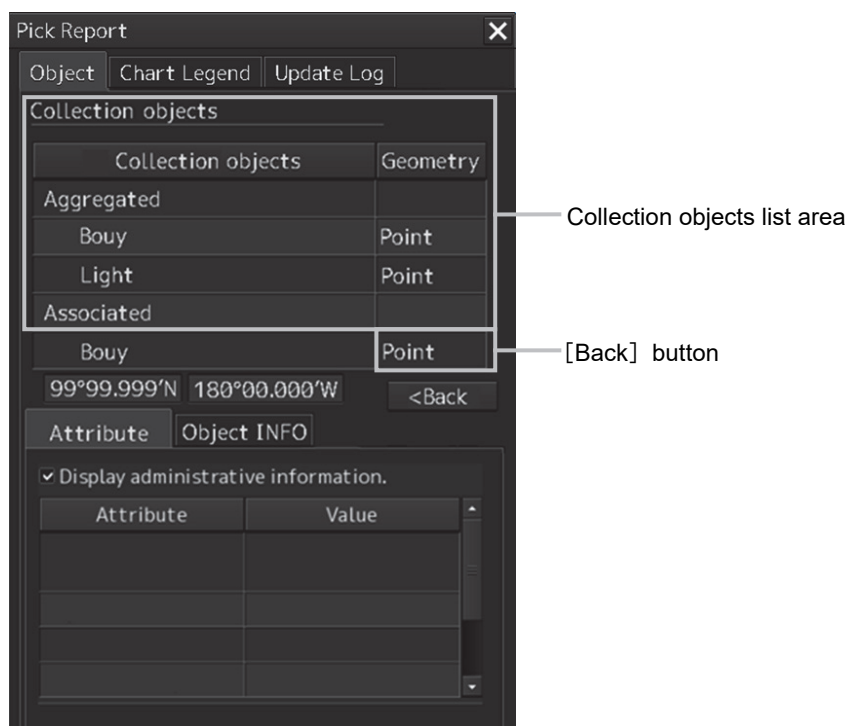 Pick Report
Object Chart Legend Update Log
Collection objects
Collection objects Geometry
Aggregated
Bouy Point
Light Point
Associated
Bouy Point
99°99.999′N 180°00.000′W <Back
Attribute Object INFO
Display administrative information.
Attribute Value
Collection objects list area
［Back］ button